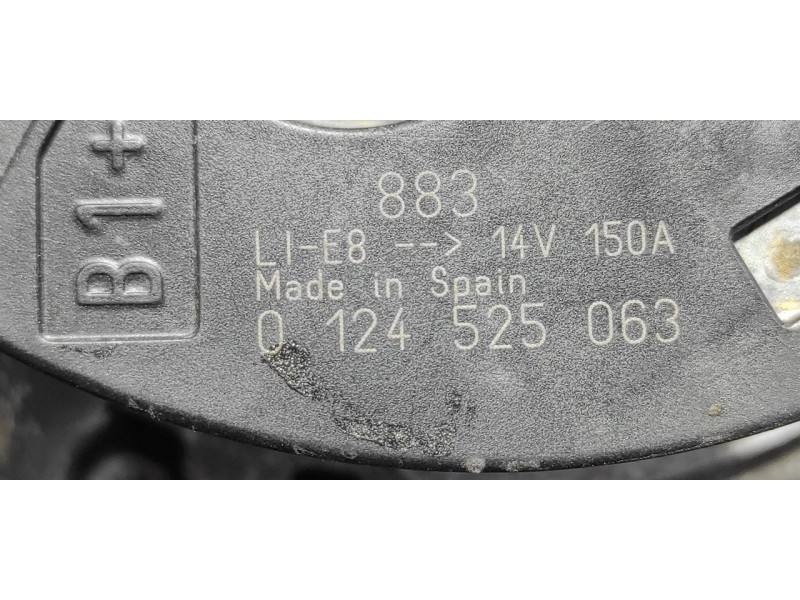 B1+
883
LI-E8 --> 14V 150A
Made in Spain
0 124 525 063